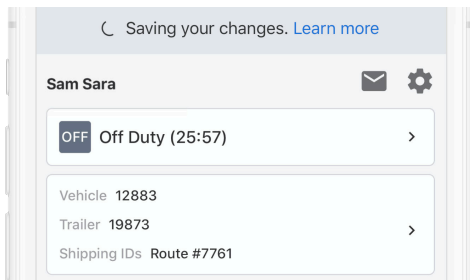 Saving your changes. Learn more
Sam Sara
OFF Off Duty (25:57)
Vehicle 12883
Trailer 19873
Shipping IDs Route #7761